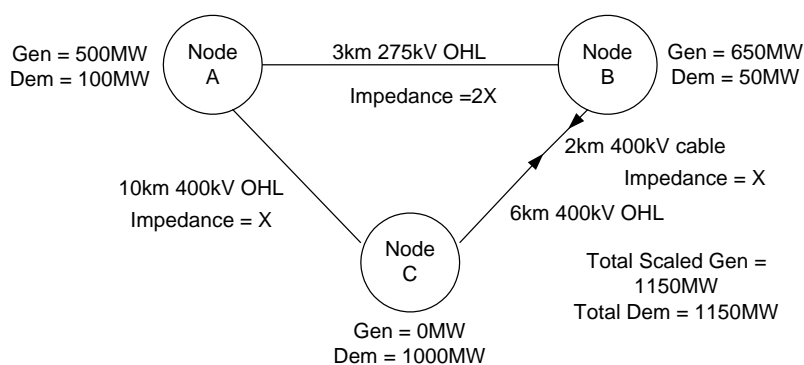 Gen = 500MW
Dem = 100MW
Node
A
3km 275kV OHL
Impedance =2X
Node
B
Gen = 650MW
Dem = 50MW
2km 400kV cable
Impedance = X
10km 400kV OHL
Impedance = X
6km 400kV OHL
Node
C
Gen = 0MW
Dem = 1000MW
Total Scaled Gen =
1150MW
Total Dem = 1150MW